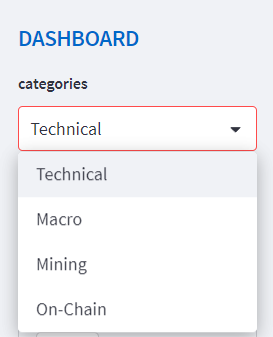 DASHBOARD
categories
Technical
Technical
Macro
Mining
On-Chain